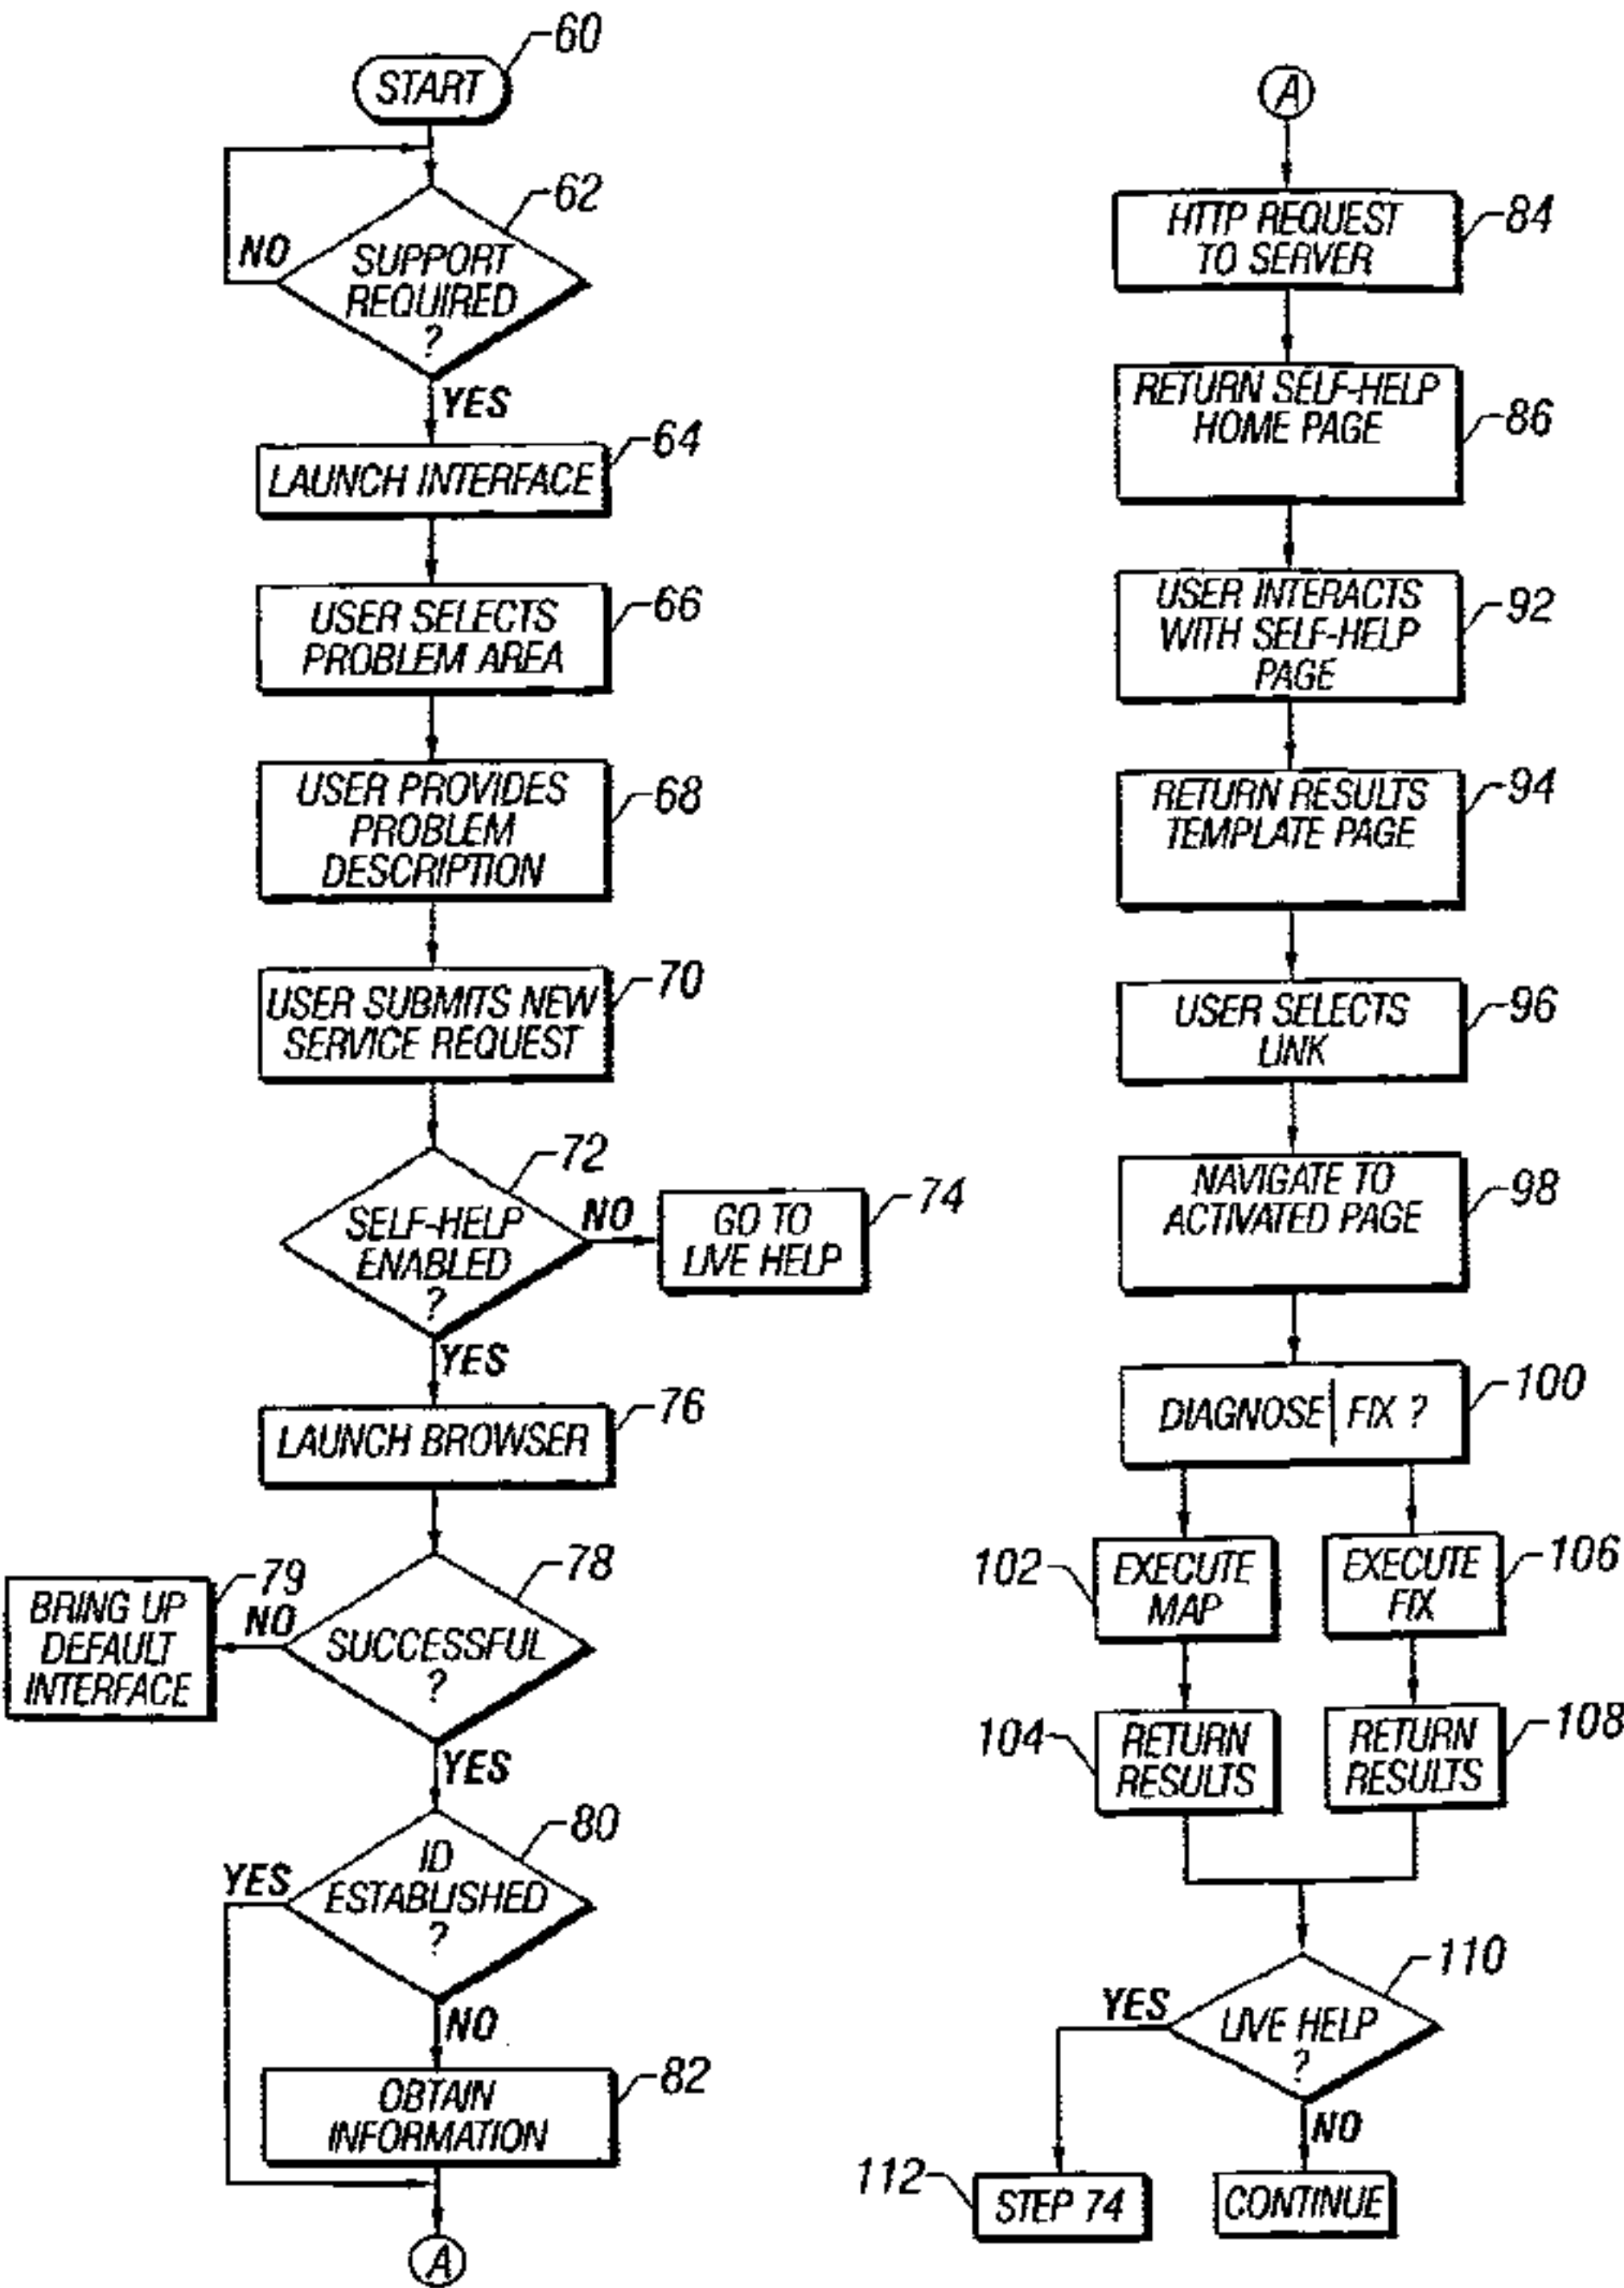 START
60
62
NO
SUPPORT
REQUIRED
?
YES
64
LAUNCH INTERFACE
66
USER SELECTS
PROBLEM AREA
68
USER PROVIDES
PROBLEM
DESCRIPTION
70
USER SUBMITS NEW
SERVICE REQUEST
72
SELF-HELP
ENABLED
?
NO
74
GO TO
LIVE HELP
YES
76
LAUNCH BROWSER
78
SUCCESSFUL
?
NO
79
BRING UP
DEFAULT
INTERFACE
YES
80
ID
ESTABLISHED
?
YES
NO
82
OBTAIN
INFORMATION
A
A
84
HTTP REQUEST
TO SERVER
86
RETURN SELF-HELP
HOME PAGE
92
USER INTERACTS
WITH SELF-HELP
PAGE
94
RETURN RESULTS
TEMPLATE PAGE
96
USER SELECTS
LINK
98
NAVIGATE TO
ACTIVATED PAGE
100
DIAGNOSE | FIX ?
102
EXECUTE
MAP
106
EXECUTE
FIX
104
RETURN
RESULTS
108
RETURN
RESULTS
110
YES
LIVE HELP
?
NO
112
STEP 74
CONTINUE